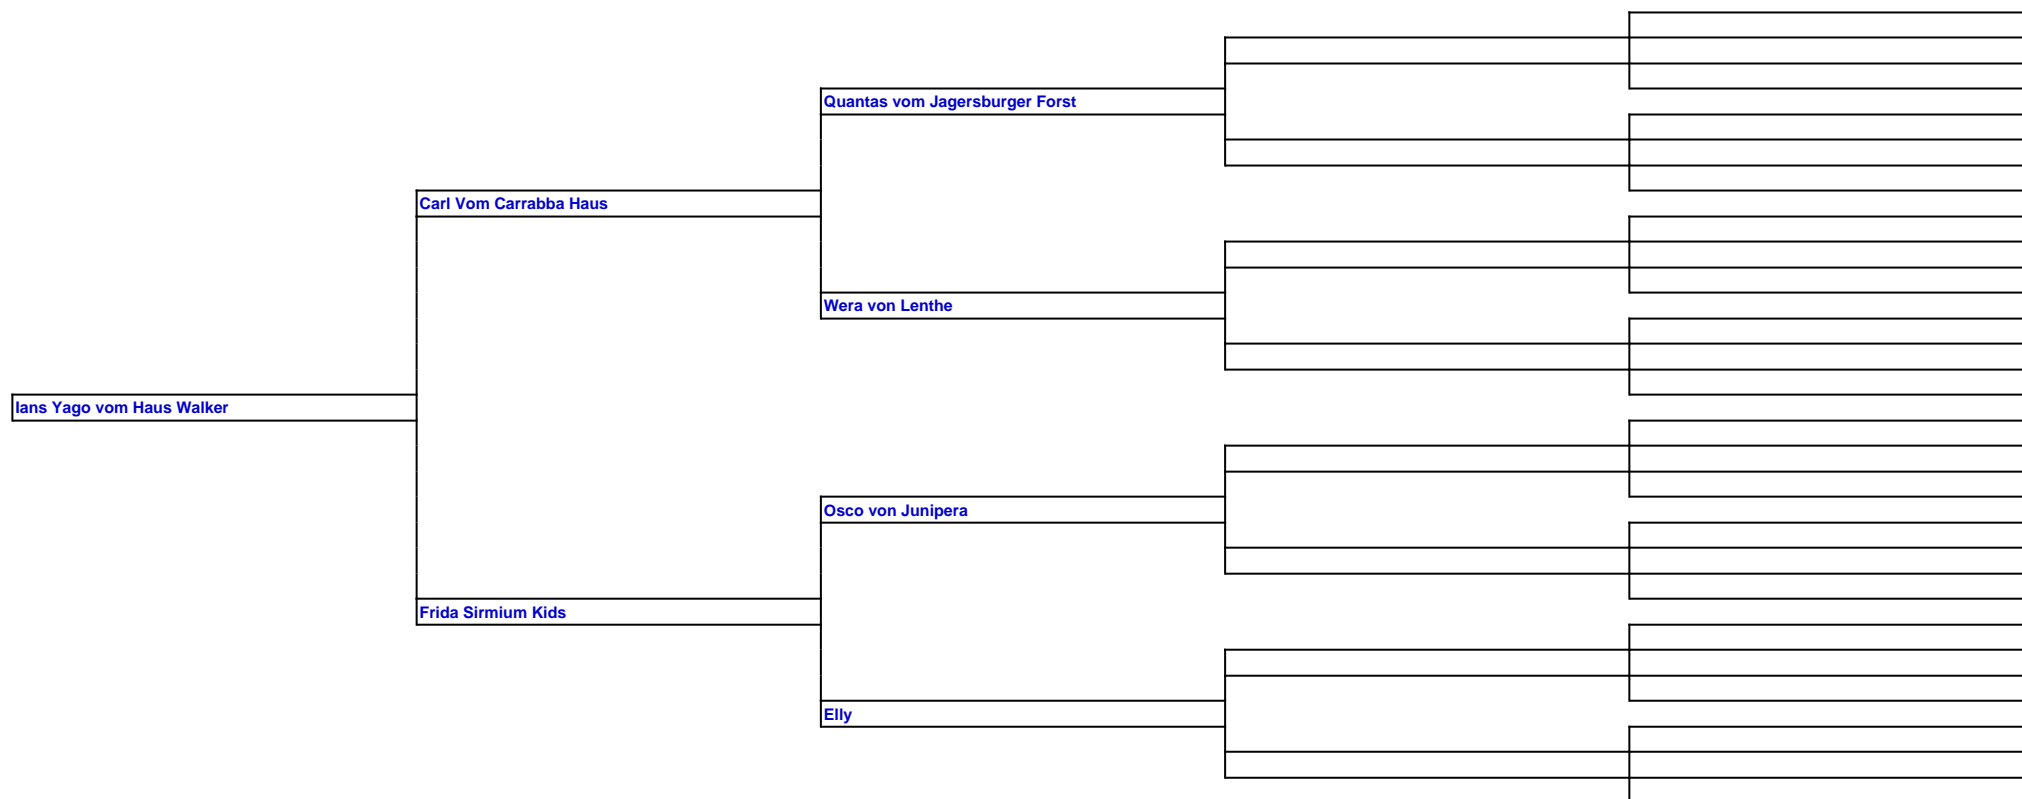 Quantas vom Jagersburger Forst
Carl Vom Carrabba Haus
Wera von Lenthe
Ians Yago vom Haus Walker
Osco von Junipera
Frida Sirmium Kids
Elly